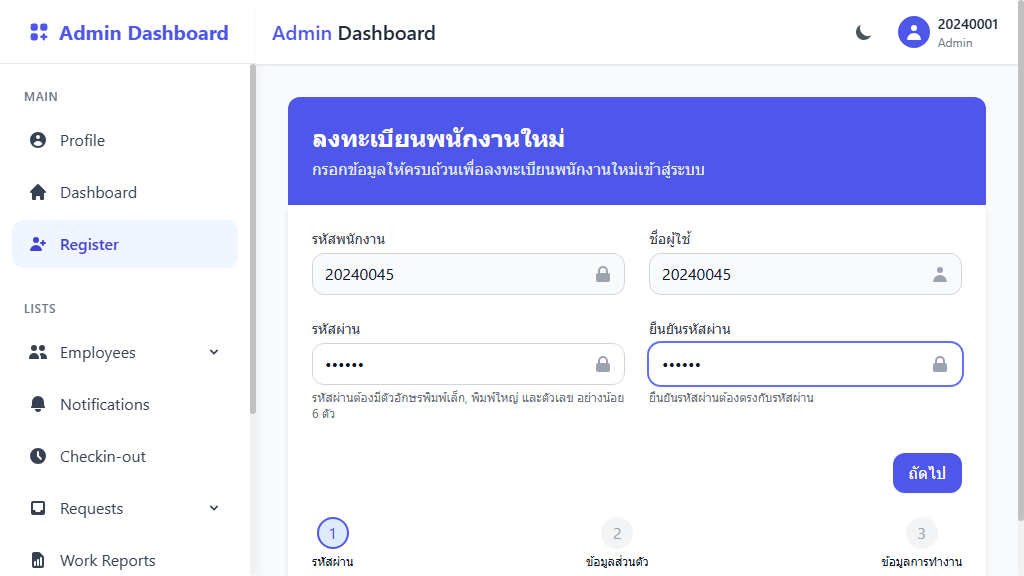 Admin Dashboard
Admin Dashboard
20240001
Admin
MAIN
Profile
Dashboard
Register
LISTS
Employees
Notifications
Checkin-out
Requests
Work Reports
ลงทะเบียนพนักงานใหม่
กรอกข้อมูลให้ครบถ้วนเพื่อลงทะเบียนพนักงานใหม่เข้าสู่ระบบ
รหัสพนักงาน
20240045
ชื่อผู้ใช้
20240045
รหัสผ่าน
••••••
รหัสผ่านต้องมีตัวอักษรพิมพ์เล็ก, พิมพ์ใหญ่ และตัวเลข อย่างน้อย
6 ตัว
ยืนยันรหัสผ่าน
••••••
ยืนยันรหัสผ่านต้องตรงกับรหัสผ่าน
ถัดไป
1
รหัสผ่าน
2
ข้อมูลส่วนตัว
3
ข้อมูลการทำงาน